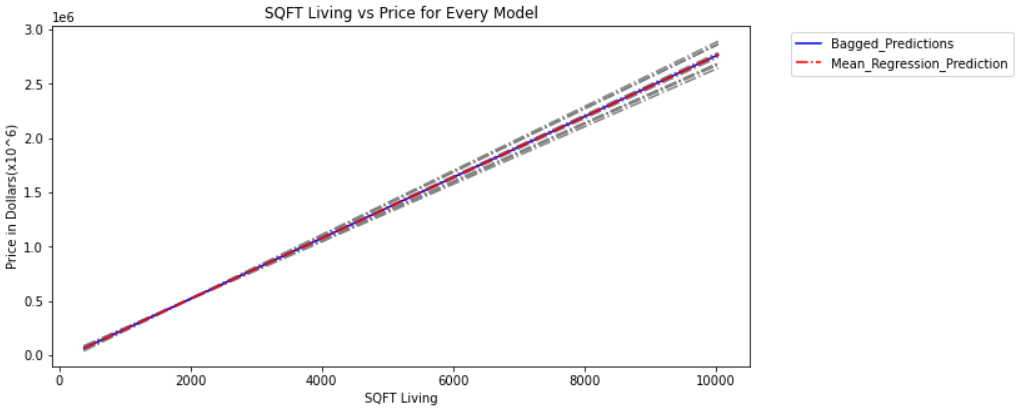 SQFT Living vs Price for Every Model
1e6
3.0
2.5
2.0
1.5
1.0
0.5
0.0
Price in Dollars(x10^6)
0 2000 4000 6000 8000 10000
SQFT Living
Bagged_Predictions
Mean_Regression_Prediction